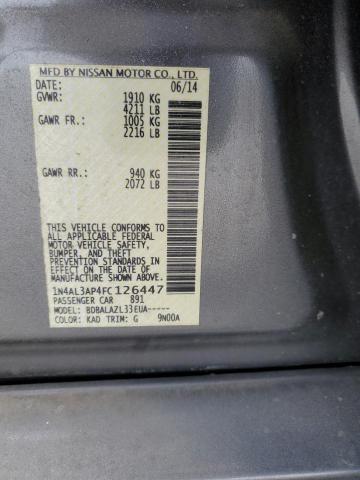 MFD BY NISSAN MOTOR CO., LTD.
DATE: 06/14
GVWR: 1910 KG
4211 LB
GAWR FR.: 1005 KG
2216 LB
GAWR RR.: 940 KG
2072 LB
THIS VEHICLE CONFORMS TO
ALL APPLICABLE FEDERAL
MOTOR VEHICLE SAFETY,
BUMPER, AND THEFT
PREVENTION STANDARDS IN
EFFECT ON THE DATE OF
MANUFACTURE SHOWN ABOVE.
1N4AL3AP4FC126447
PASSENGER CAR 891
MODEL: BDBALAZL33EUA-----
COLOR: KAD TRIM: G 9N00A